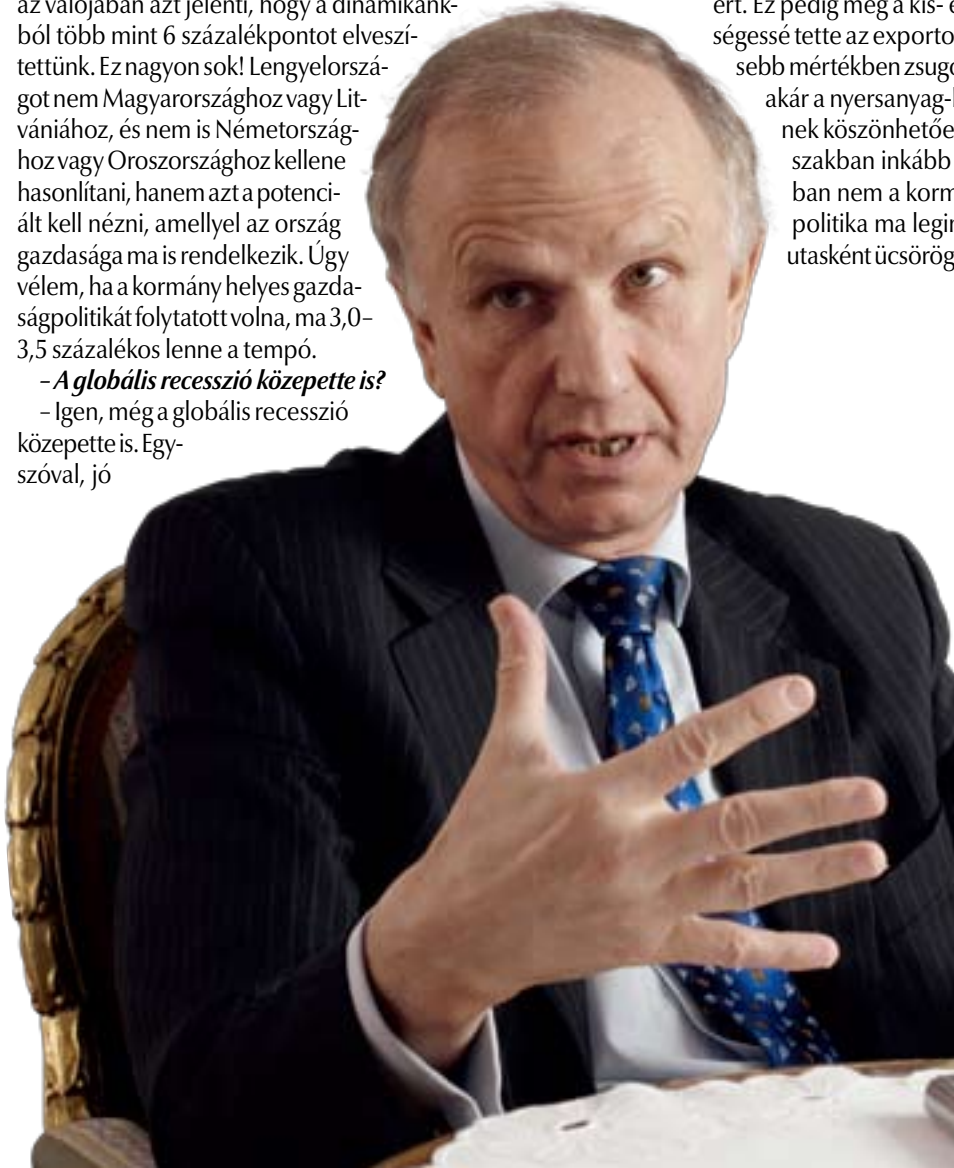 az valójában azt jelenti, hogy a dinamikánk-
ból több mint 6 százalékpontot elveszí-
tettünk. Ez nagyon sok! Lengyelorszá-
got nem Magyarországhoz vagy Lit-
vániához, és nem is Németország-
hoz vagy Oroszországhoz kellene
hasonlítani, hanem azt a potenci-
ált kell nézni, amellyel az ország
gazdasága ma is rendelkezik. Úgy
vélem, ha a kormány helyes gazda-
ságpolitikát folytatott volna, ma 3,0–
3,5 százalékos lenne a tempó.
– A globális recesszió közepette is?
– Igen, még a globális recesszió
közepette is. Egy-
szóval, jó
ért. Ez pedig még a kis- é
ségessé tette az exporto
sebb mértékben zsugo
akár a nyersanyag-
nek köszönhetőe
szakban inkább
ban nem a korm
politika ma legin
utasként ücsörög